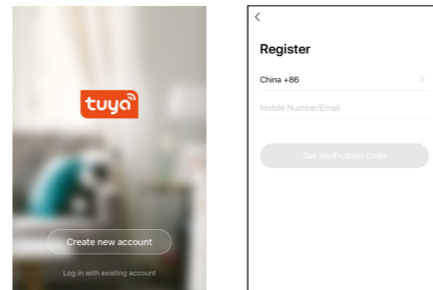 tuya
Create new account
Log in with existing account
Register
China +86
Mobile Number/Email
Get Verification Code